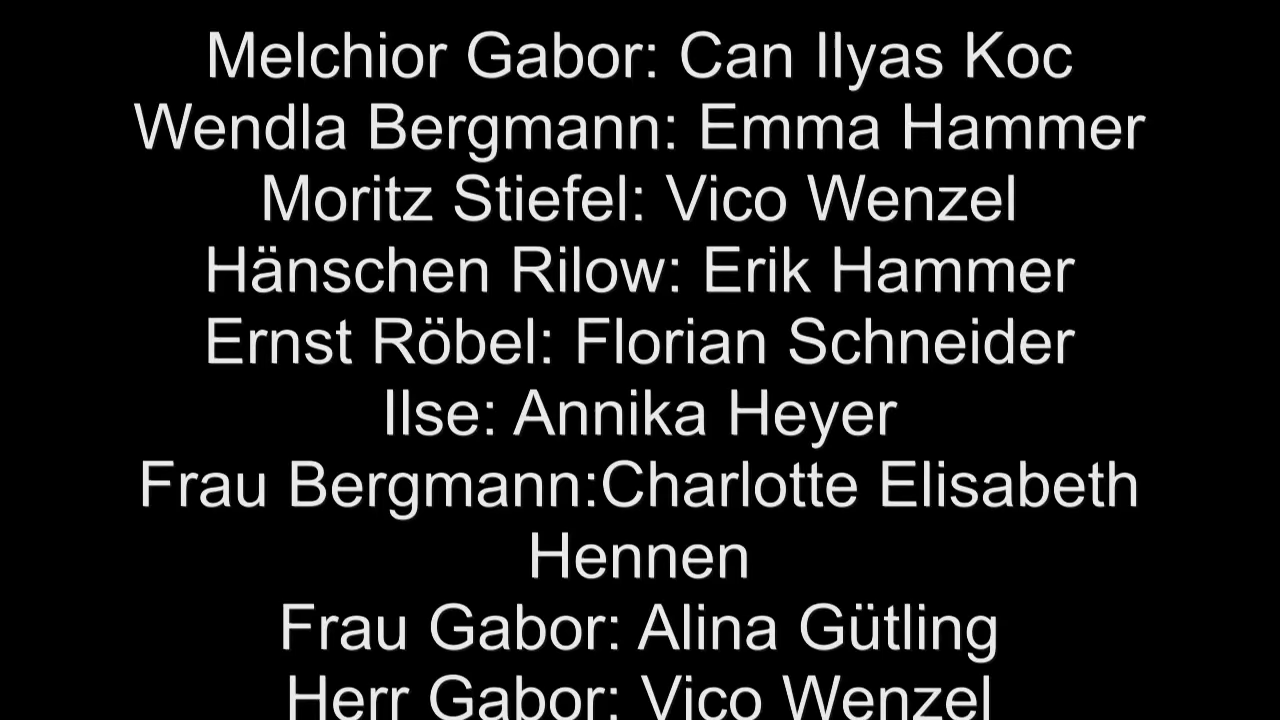 Melchior Gabor: Can Ilyas Koc
Wendla Bergmann: Emma Hammer
Moritz Stiefel: Vico Wenzel
Hänschen Rilow: Erik Hammer
Ernst Röbel: Florian Schneider
Ilse: Annika Heyer
Frau Bergmann:Charlotte Elisabeth
Hennen
Frau Gabor: Alina Gütling
Herr Gabor: Vico Wenzel